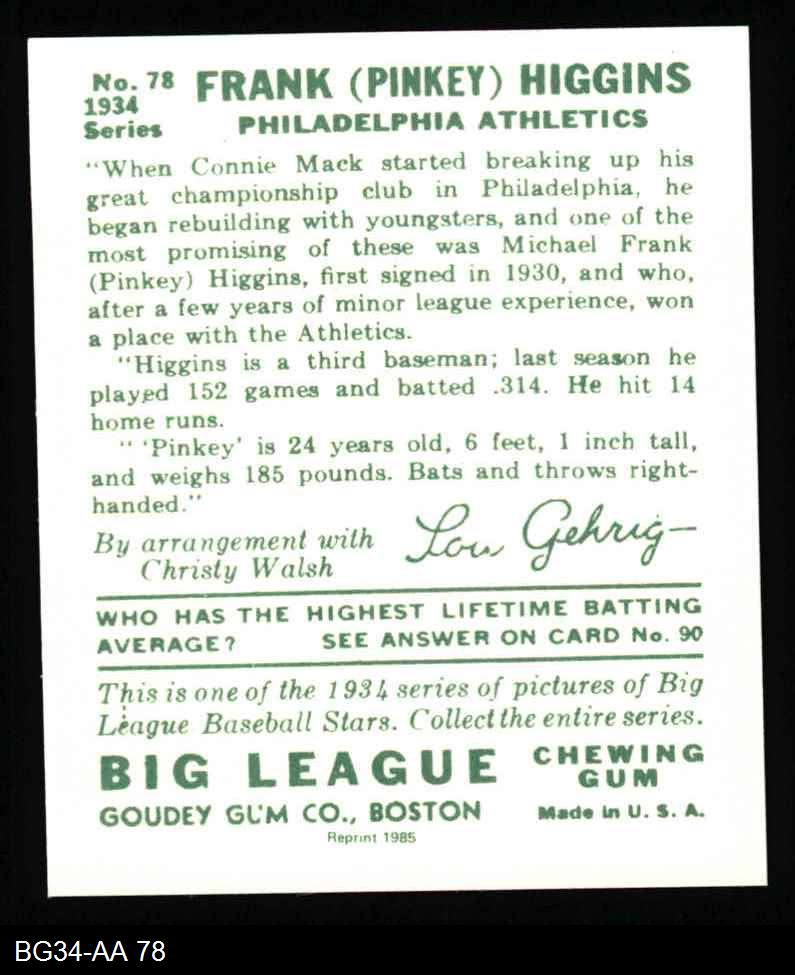 No. 78 FRANK (PINKEY) HIGGINS
1934
Series PHILADELPHIA ATHLETICS
"When Connie Mack started breaking up his
great championship club in Philadelphia, he
began rebuilding with youngsters, and one of the
most promising of these was Michael Frank
(Pinkey) Higgins, first signed in 1930, and who,
after a few years of minor league experience, won
a place with the Athletics.
"Higgins is a third baseman; last season he
played 152 games and batted .314. He hit 14
home runs.
" 'Pinkey' is 24 years old, 6 feet, 1 inch tall,
and weighs 185 pounds. Bats and throws right-
handed."
By arrangement with
Christy Walsh
Lou Gehrig—
WHO HAS THE HIGHEST LIFETIME BATTING
AVERAGE? SEE ANSWER ON CARD No. 90
This is one of the 1934 series of pictures of Big
League Baseball Stars. Collect the entire series.
BIG LEAGUE CHEWING
GUM
GOUDEY GUM CO., BOSTON Made in U. S. A.
Reprint 1985
BG34-AA 78